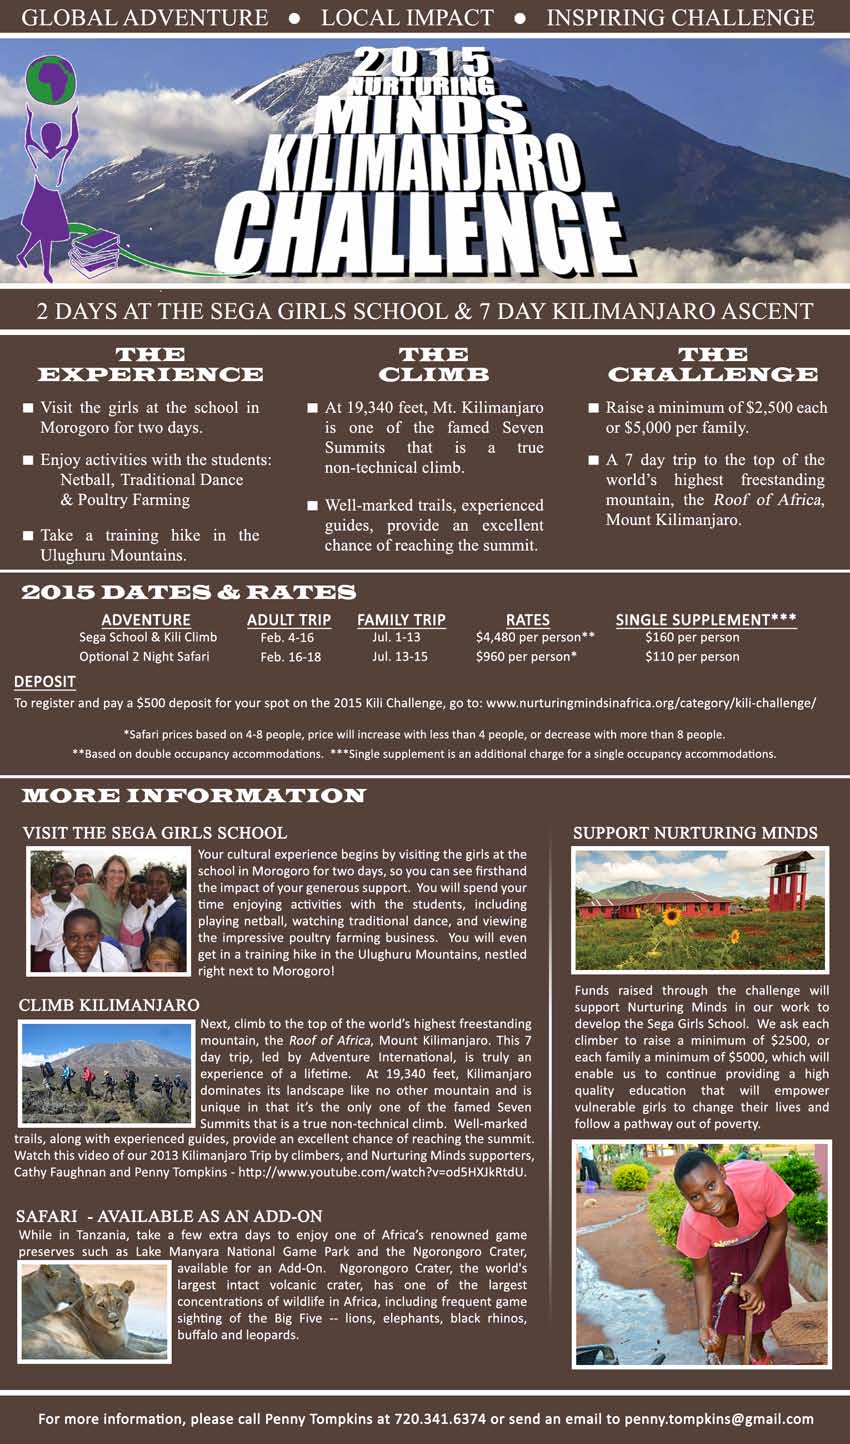 GLOBAL ADVENTURE ● LOCAL IMPACT ● INSPIRING CHALLENGE
2015
NURTURING
MINDS
KILIMANJARO
CHALLENGE
2 DAYS AT THE SEGA GIRLS SCHOOL & 7 DAY KILIMANJARO ASCENT
THE
EXPERIENCE
■ Visit the girls at the school in
Morogoro for two days.
■ Enjoy activities with the students:
Netball, Traditional Dance
& Poultry Farming
■ Take a training hike in the
Ulughuru Mountains.
THE
CLIMB
■ At 19,340 feet, Mt. Kilimanjaro
is one of the famed Seven
Summits that is a true
non-technical climb.
■ Well-marked trails, experienced
guides, provide an excellent
chance of reaching the summit.
THE
CHALLENGE
■ Raise a minimum of $2,500 each
or $5,000 per family.
■ A 7 day trip to the top of the
world's highest freestanding
mountain, the Roof of Africa,
Mount Kilimanjaro.
2015 DATES & RATES
ADVENTURE ADULT TRIP FAMILY TRIP RATES SINGLE SUPPLEMENT***
Sega School & Kili Climb Feb. 4-16 Jul. 1-13 $4,480 per person** $160 per person
Optional 2 Night Safari Feb. 16-18 Jul. 13-15 $960 per person* $110 per person
DEPOSIT
To register and pay a $500 deposit for your spot on the 2015 Kili Challenge, go to: www.nurturingmindsinafrica.org/category/kili-challenge/
*Safari prices based on 4-8 people, price will increase with less than 4 people, or decrease with more than 8 people.
**Based on double occupancy accommodations. ***Single supplement is an additional charge for a single occupancy accommodations.
MORE INFORMATION
VISIT THE SEGA GIRLS SCHOOL
Your cultural experience begins by visiting the girls at the
school in Morogoro for two days, so you can see firsthand
the impact of your generous support. You will spend your
time enjoying activities with the students, including
playing netball, watching traditional dance, and viewing
the impressive poultry farming business. You will even
get in a training hike in the Ulughuru Mountains, nestled
right next to Morogoro!
CLIMB KILIMANJARO
Next, climb to the top of the world's highest freestanding
mountain, the Roof of Africa, Mount Kilimanjaro. This 7
day trip, led by Adventure International, is truly an
experience of a lifetime. At 19,340 feet, Kilimanjaro
dominates its landscape like no other mountain and is
unique in that it's the only one of the famed Seven
Summits that is a true non-technical climb. Well-marked
trails, along with experienced guides, provide an excellent chance of reaching the summit.
Watch this video of our 2013 Kilimanjaro Trip by climbers, and Nurturing Minds supporters,
Cathy Faughnan and Penny Tompkins - http://www.youtube.com/watch?v=od5HXJkRtdU.
SAFARI - AVAILABLE AS AN ADD-ON
While in Tanzania, take a few extra days to enjoy one of Africa's renowned game
preserves such as Lake Manyara National Game Park and the Ngorongoro Crater,
available for an Add-On. Ngorongoro Crater, the world's
largest intact volcanic crater, has one of the largest
concentrations of wildlife in Africa, including frequent game
sighting of the Big Five -- lions, elephants, black rhinos,
buffalo and leopards.
SUPPORT NURTURING MINDS
Funds raised through the challenge will
support Nurturing Minds in our work to
develop the Sega Girls School. We ask each
climber to raise a minimum of $2500, or
each family a minimum of $5000, which will
enable us to continue providing a high
quality education that will empower
vulnerable girls to change their lives and
follow a pathway out of poverty.
For more information, please call Penny Tompkins at 720.341.6374 or send an email to penny.tompkins@gmail.com